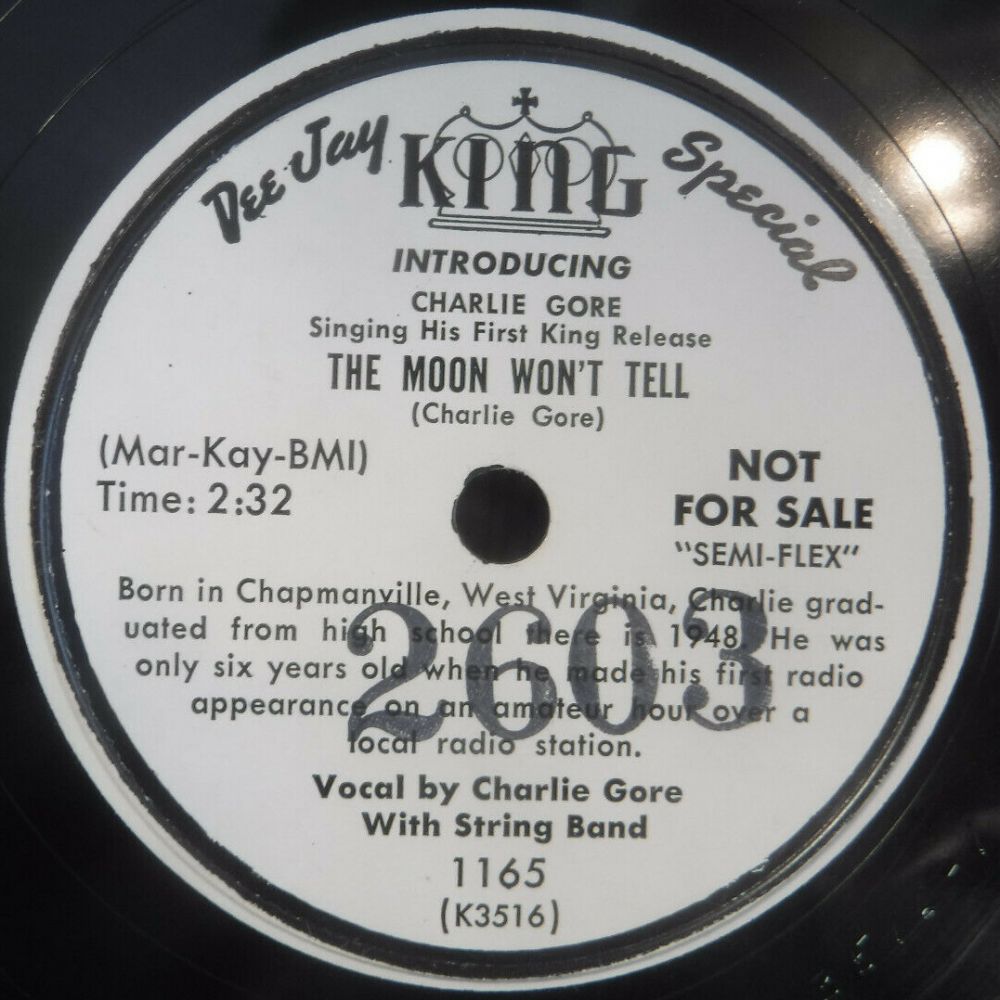 Dee Jay KING Special
INTRODUCING
CHARLIE GORE
Singing His First King Release
THE MOON WON'T TELL
(Charlie Gore)
(Mar-Kay-BMI)
Time: 2:32
NOT
FOR SALE
"SEMI-FLEX"
Born in Chapmanville, West Virginia, Charlie grad-
uated from high school there is 1948. He was
only six years old when he made his first radio
appearance on an amateur hour over a
local radio station.
2603
Vocal by Charlie Gore
With String Band
1165
(K3516)